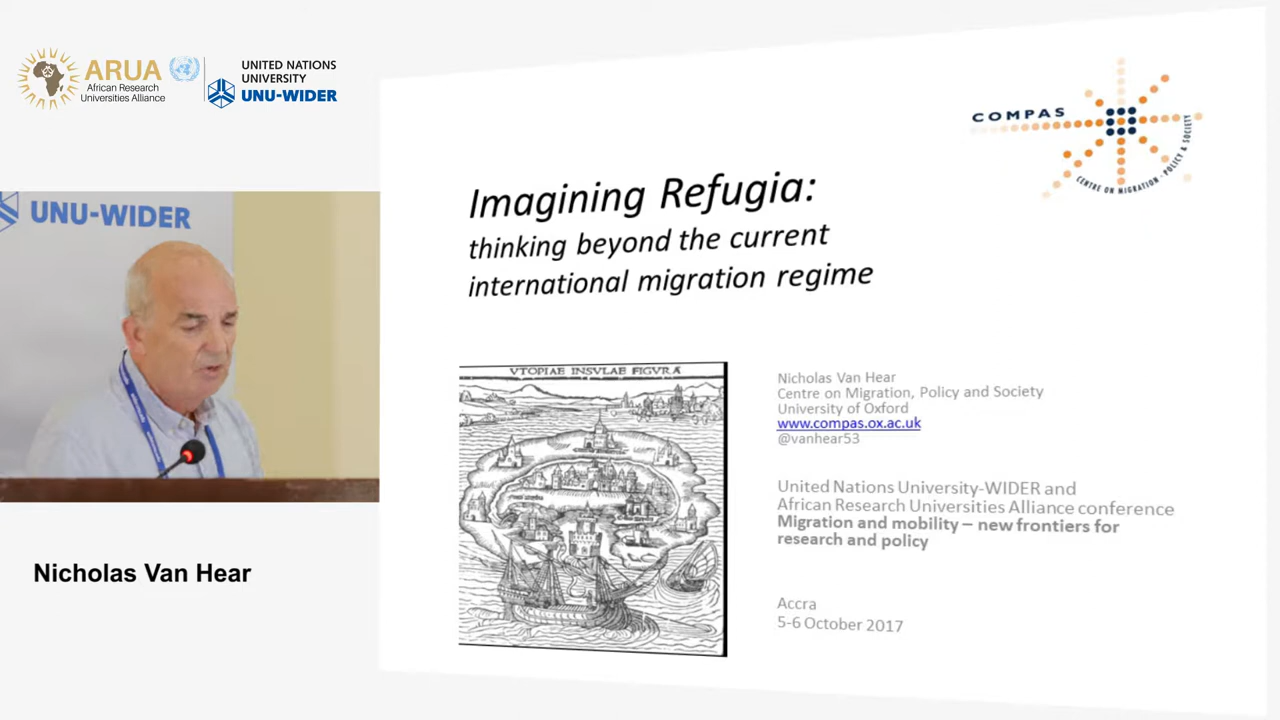 ARUA
African Research
Universities Alliance
UNITED NATIONS
UNIVERSITY
UNU-WIDER
UNU-WIDER
Nicholas Van Hear
COMPAS
CENTRE ON MIGRATION · POLICY & SOCIETY
Imagining Refugia:
thinking beyond the current
international migration regime
VTOPIAE INSVLAE FIGVRA
Nicholas Van Hear
Centre on Migration, Policy and Society
University of Oxford
www.compas.ox.ac.uk
@vanhear53
United Nations University-WIDER and
African Research Universities Alliance conference
Migration and mobility – new frontiers for
research and policy
Accra
5-6 October 2017